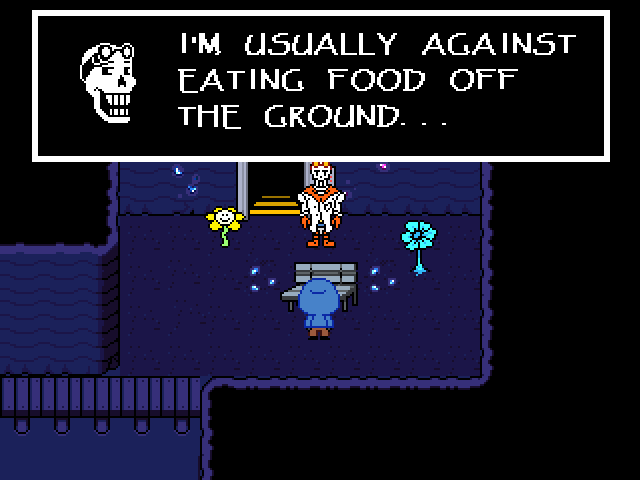 I'M USUALLY AGAINST
EATING FOOD OFF
THE GROUND...